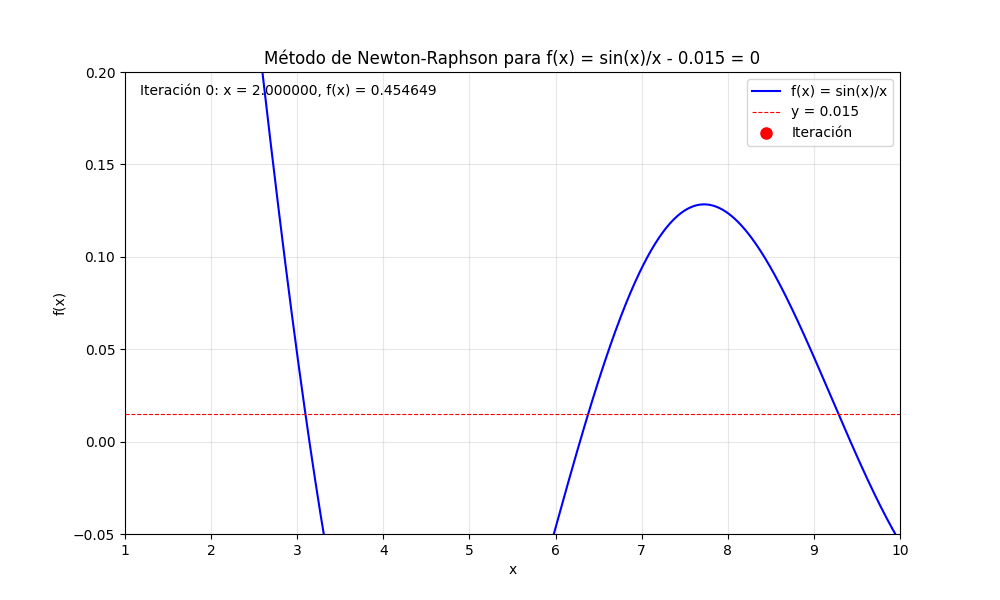 Método de Newton-Raphson para f(x) = sin(x)/x - 0.015 = 0
Iteración 0: x = 2.000000, f(x) = 0.454649
f(x) = sin(x)/x
y = 0.015
Iteración
f(x)
0.20
0.15
0.10
0.05
0.00
−0.05
1 2 3 4 5 6 7 8 9 10
x